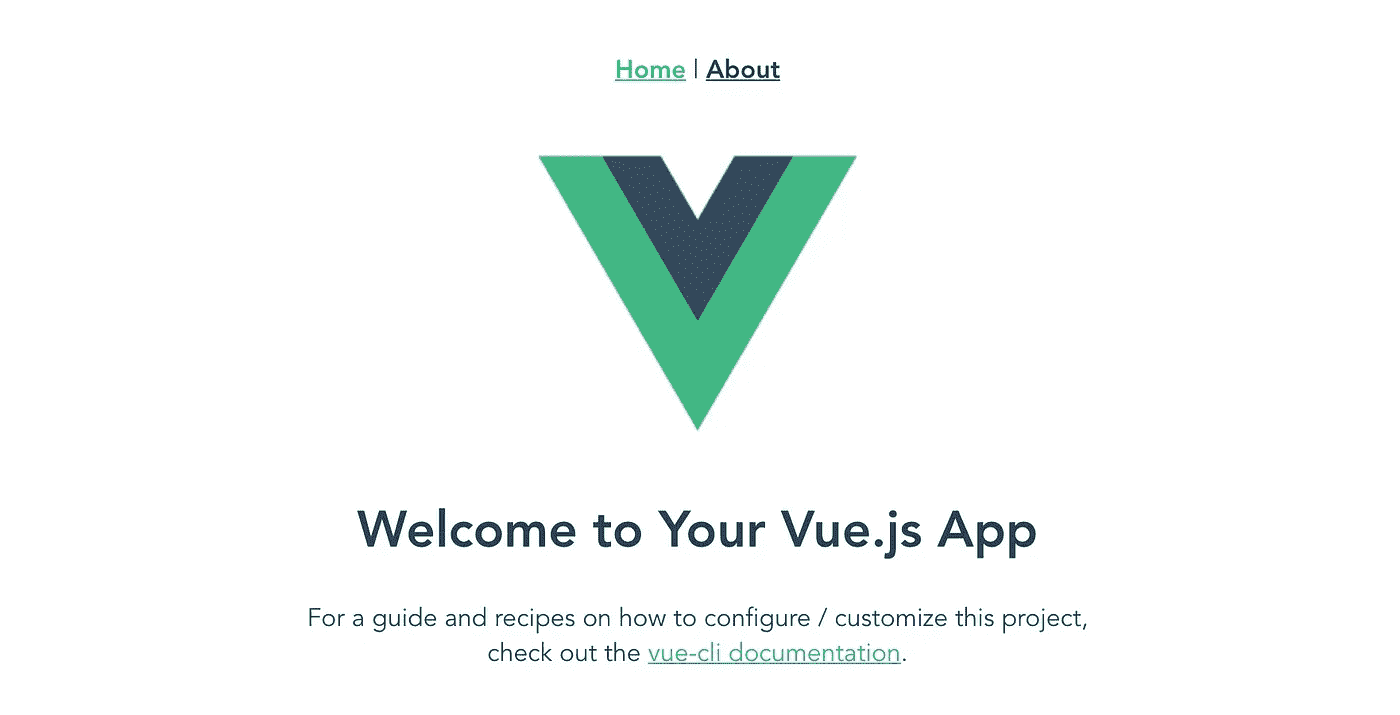 Home | About
Welcome to Your Vue.js App
For a guide and recipes on how to configure / customize this project,
check out the vue-cli documentation.